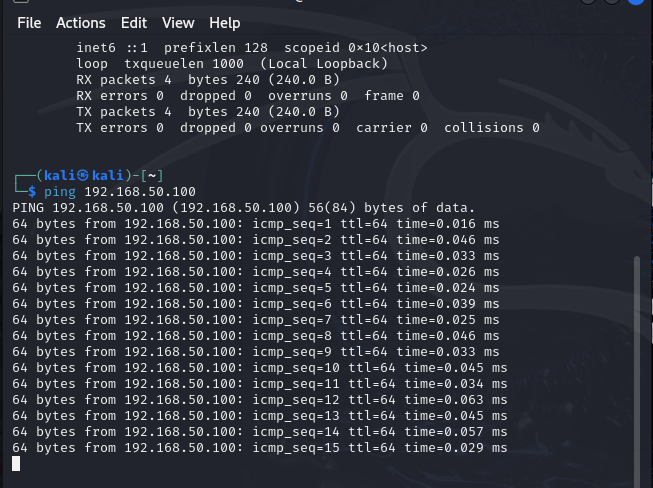 File Actions Edit View Help
inet6 ::1 prefixlen 128 scopeid 0×10<host>
loop txqueuelen 1000 (Local Loopback)
RX packets 4 bytes 240 (240.0 B)
RX errors 0 dropped 0 overruns 0 frame 0
TX packets 4 bytes 240 (240.0 B)
TX errors 0 dropped 0 overruns 0 carrier 0 collisions 0
┌──(kali㉿kali)-[~]
└─$ ping 192.168.50.100
PING 192.168.50.100 (192.168.50.100) 56(84) bytes of data.
64 bytes from 192.168.50.100: icmp_seq=1 ttl=64 time=0.016 ms
64 bytes from 192.168.50.100: icmp_seq=2 ttl=64 time=0.046 ms
64 bytes from 192.168.50.100: icmp_seq=3 ttl=64 time=0.033 ms
64 bytes from 192.168.50.100: icmp_seq=4 ttl=64 time=0.026 ms
64 bytes from 192.168.50.100: icmp_seq=5 ttl=64 time=0.024 ms
64 bytes from 192.168.50.100: icmp_seq=6 ttl=64 time=0.039 ms
64 bytes from 192.168.50.100: icmp_seq=7 ttl=64 time=0.025 ms
64 bytes from 192.168.50.100: icmp_seq=8 ttl=64 time=0.046 ms
64 bytes from 192.168.50.100: icmp_seq=9 ttl=64 time=0.033 ms
64 bytes from 192.168.50.100: icmp_seq=10 ttl=64 time=0.045 ms
64 bytes from 192.168.50.100: icmp_seq=11 ttl=64 time=0.034 ms
64 bytes from 192.168.50.100: icmp_seq=12 ttl=64 time=0.063 ms
64 bytes from 192.168.50.100: icmp_seq=13 ttl=64 time=0.045 ms
64 bytes from 192.168.50.100: icmp_seq=14 ttl=64 time=0.057 ms
64 bytes from 192.168.50.100: icmp_seq=15 ttl=64 time=0.029 ms